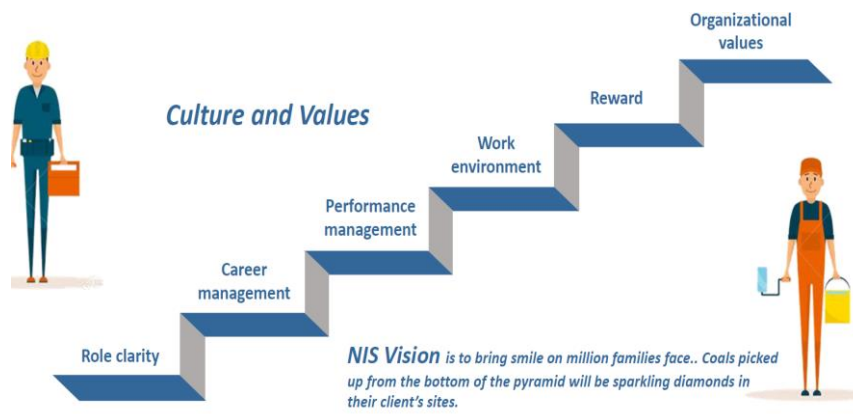 Organizational
values
Reward
Culture and Values
Work
environment
Performance
management
Career
management
Role clarity
NIS Vision is to bring smile on million families face.. Coals picked
up from the bottom of the pyramid will be sparkling diamonds in
their client's sites.